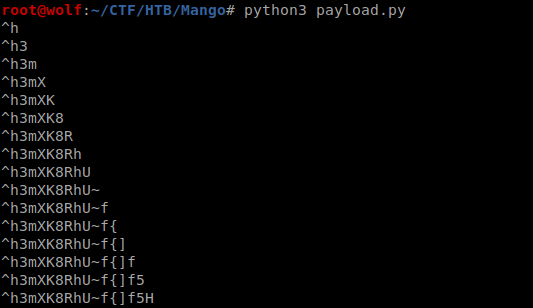 root@wolf:~/CTF/HTB/Mango# python3 payload.py
^h
^h3
^h3m
^h3mX
^h3mXK
^h3mXK8
^h3mXK8R
^h3mXK8Rh
^h3mXK8RhU
^h3mXK8RhU~
^h3mXK8RhU~f
^h3mXK8RhU~f{
^h3mXK8RhU~f{]
^h3mXK8RhU~f{]f
^h3mXK8RhU~f{]f5
^h3mXK8RhU~f{]f5H